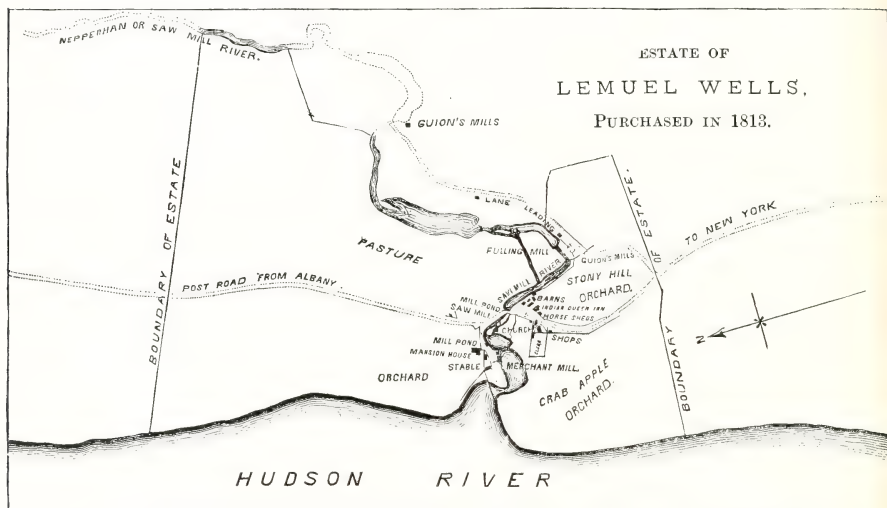 ESTATE OF
LEMUEL WELLS,
PURCHASED IN 1813.
NEPPERHAN OR SAW MILL RIVER.
GUION'S MILLS
LANE LEADING
GUION'S MILLS
PASTURE
FULLING MILL
SAW MILL RIVER
STONY HILL
ORCHARD.
BOUNDARY OF ESTATE
BOUNDARY OF ESTATE.
TO NEW YORK
POST ROAD FROM ALBANY.
MILL POND
SAW MILL
BARNS
INDIAN QUEEN INN
HORSE SHEDS
CHURCH
SHOPS
MILL POND
MANSION HOUSE
STABLE
MERCHANT MILL.
ORCHARD
CRAB APPLE
ORCHARD.
N
HUDSON RIVER